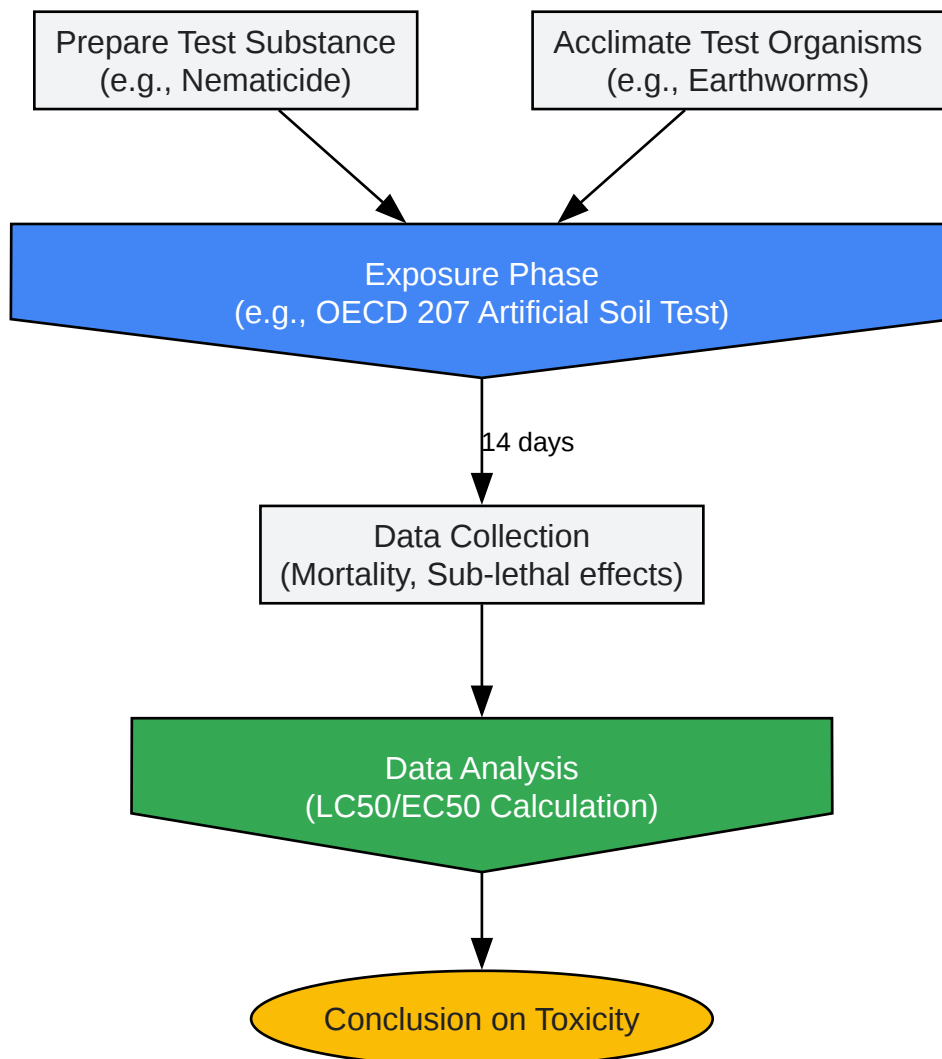 Prepare Test Substance
(e.g., Nematicide)
Acclimate Test Organisms
(e.g., Earthworms)
Exposure Phase
(e.g., OECD 207 Artificial Soil Test)
14 days
Data Collection
(Mortality, Sub-lethal effects)
Data Analysis
(LC50/EC50 Calculation)
Conclusion on Toxicity